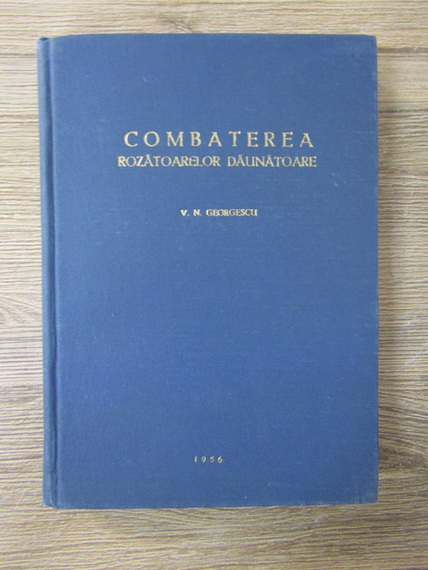 COMBATEREA
ROZĂTOARELOR DĂUNĂTOARE
V. N. GEORGESCU
1956